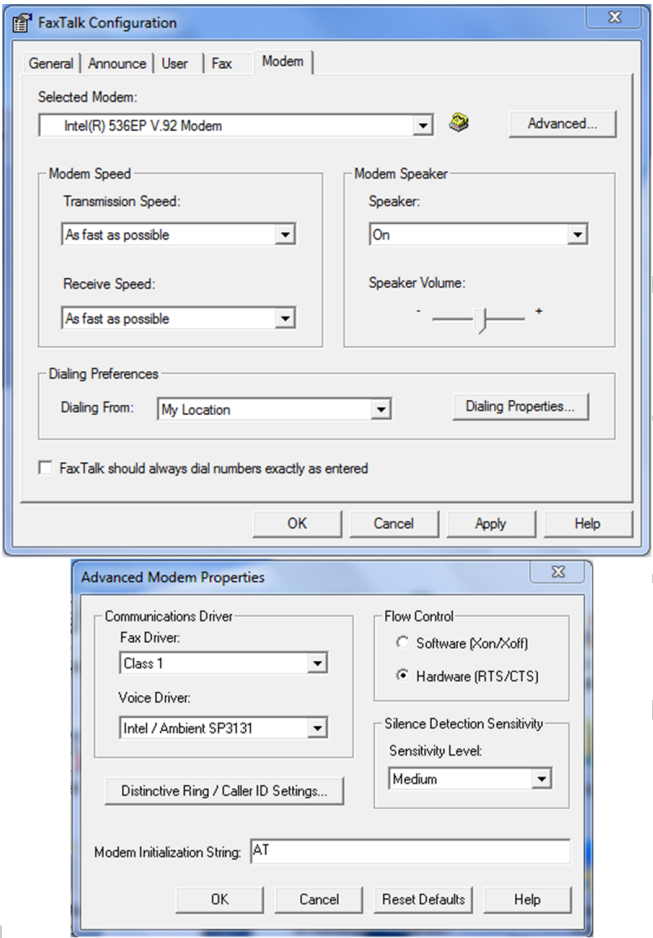 FaxTalk Configuration
General Announce User Fax Modem
Selected Modem:
Intel(R) 536EP V.92 Modem Advanced...
Modem Speed Modem Speaker
Transmission Speed: Speaker:
As fast as possible On
Receive Speed: Speaker Volume:
- +
As fast as possible
Dialing Preferences
Dialing From: My Location Dialing Properties...
FaxTalk should always dial numbers exactly as entered
OK Cancel Apply Help
Advanced Modem Properties
Communications Driver Flow Control
Fax Driver: Software (Xon/Xoff)
Class 1 Hardware (RTS/CTS)
Voice Driver:
Intel / Ambient SP3131 Silence Detection Sensitivity
Sensitivity Level:
Distinctive Ring / Caller ID Settings... Medium
Modem Initialization String: AT
OK Cancel Reset Defaults Help